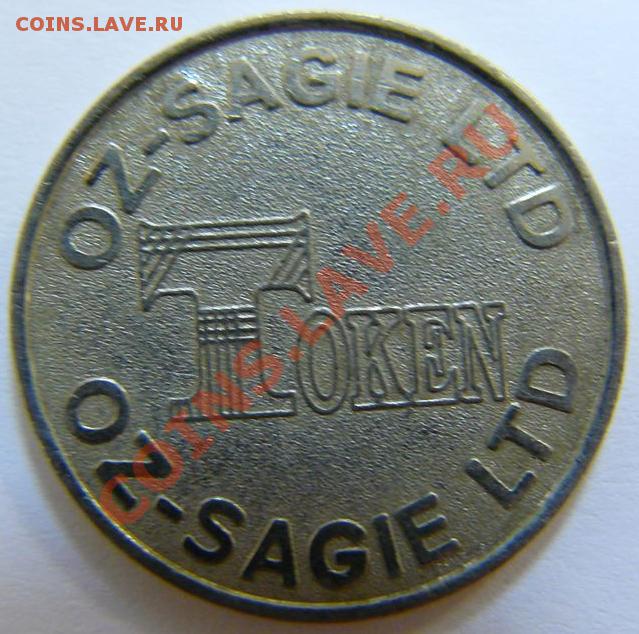 COINS.LAVE.RU
OZ-SAGIE LTD
TOKEN
OZ-SAGIE LTD
COINS.LAVE.RU